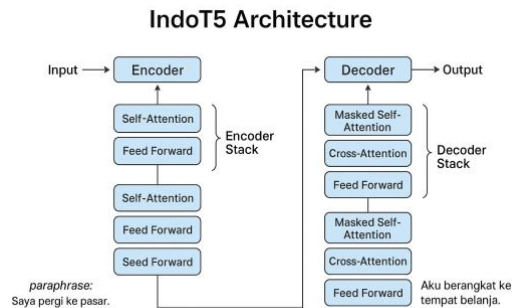 IndoT5 Architecture
Input
Encoder
Self-Attention
Feed Forward
Encoder
Stack
Self-Attention
Feed Forward
Seed Forward
paraphrase:
Saya pergi ke pasar.
Decoder
Output
Masked Self-
Attention
Cross-Attention
Feed Forward
Decoder
Stack
Masked Self-
Attention
Cross-Attention
Feed Forward
Aku berangkat ke
tempat belanja.